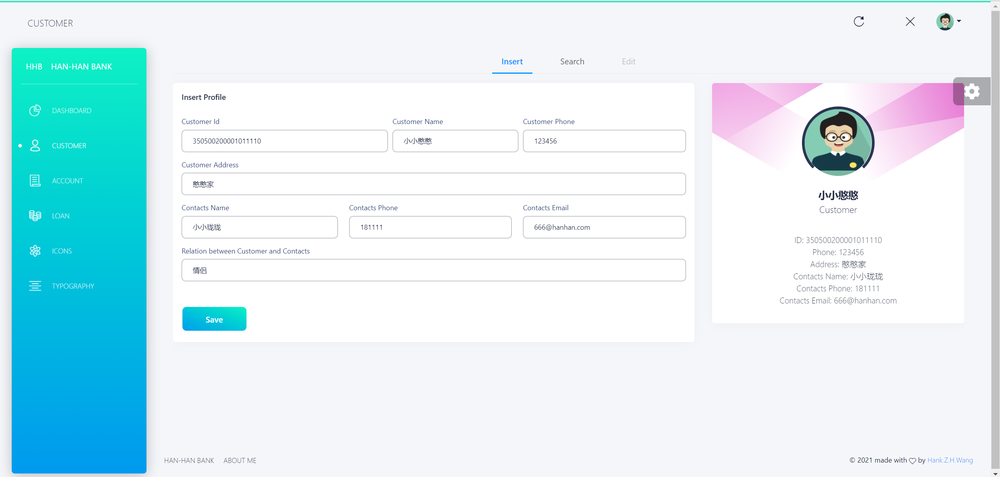 CUSTOMER
HHB HAN-HAN BANK
DASHBOARD
CUSTOMER
ACCOUNT
LOAN
ICONS
TYPOGRAPHY
Insert Search Edit
Insert Profile
Customer Id Customer Name Customer Phone
350500200001011110 小小憨憨 123456
Customer Address
憨憨家
Contacts Name Contacts Phone Contacts Email
小小珑珑 181111 666@hanhan.com
Relation between Customer and Contacts
情侣
Save
小小憨憨
Customer
ID: 350500200001011110
Phone: 123456
Address: 憨憨家
Contacts Name: 小小珑珑
Contacts Phone: 181111
Contacts Email: 666@hanhan.com
HAN-HAN BANK ABOUT ME
© 2021 made with ♡ by Hank.Z.H.Wang